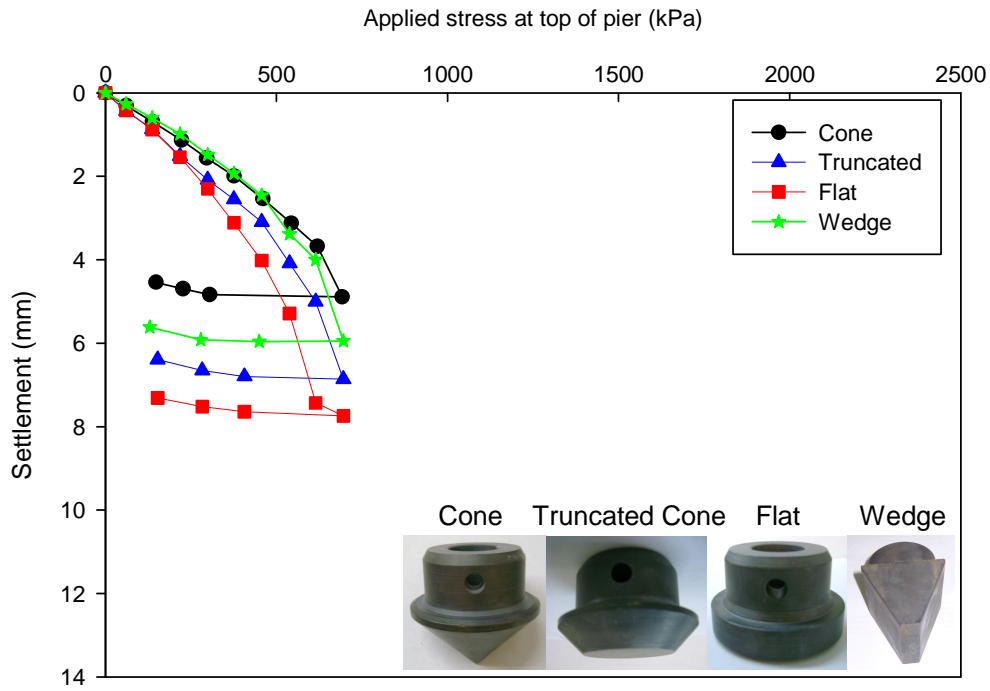 Applied stress at top of pier (kPa)
0 500 1000 1500 2000 2500
0
2
4
6
8
10
12
14
Settlement (mm)
Cone
Truncated
Flat
Wedge
Cone Truncated Cone Flat Wedge